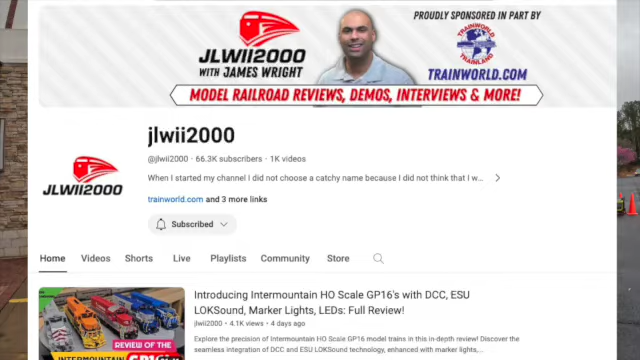 JLWII2000
WITH JAMES WRIGHT
PROUDLY SPONSORED IN PART BY
TRAINWORLD
TRAINLAND
TRAINWORLD.COM
MODEL RAILROAD REVIEWS, DEMOS, INTERVIEWS & MORE!
JLWII2000
jlwii2000
@jlwii2000 · 66.3K subscribers · 1K videos
When I started my channel I did not choose a catchy name because I did not think that I w...
trainworld.com and 3 more links
Subscribed
Home Videos Shorts Live Playlists Community Store
REVIEW OF THE
INTERMOUNTAIN GP16'S
Introducing Intermountain HO Scale GP16's with DCC, ESU
LOKSound, Marker Lights, LEDs: Full Review!
jlwii2000 · 4.1K views · 4 days ago
Explore the precision of Intermountain HO Scale GP16 model trains in this in-depth review! Discover the
seamless integration of DCC and ESU LOKSound technology, enhanced with marker lights,...